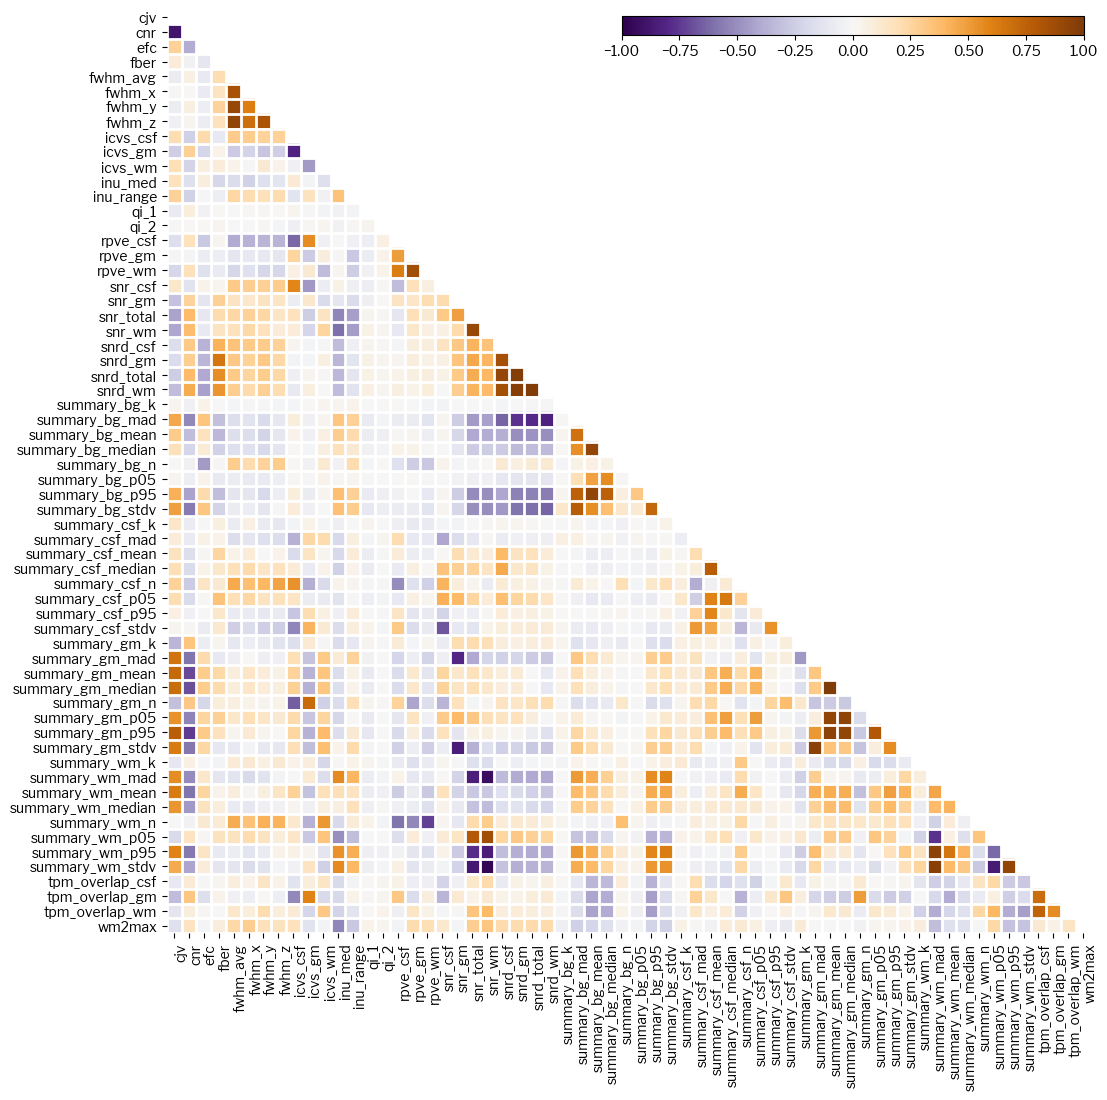 −1.00 −0.75 −0.50 −0.25 0.00 0.25 0.50 0.75 1.00
cjv
cnr
efc
fber
fwhm_avg
fwhm_x
fwhm_y
fwhm_z
icvs_csf
icvs_gm
icvs_wm
inu_med
inu_range
qi_1
qi_2
rpve_csf
rpve_gm
rpve_wm
snr_csf
snr_gm
snr_total
snr_wm
snrd_csf
snrd_gm
snrd_total
snrd_wm
summary_bg_k
summary_bg_mad
summary_bg_mean
summary_bg_median
summary_bg_n
summary_bg_p05
summary_bg_p95
summary_bg_stdv
summary_csf_k
summary_csf_mad
summary_csf_mean
summary_csf_median
summary_csf_n
summary_csf_p05
summary_csf_p95
summary_csf_stdv
summary_gm_k
summary_gm_mad
summary_gm_mean
summary_gm_median
summary_gm_n
summary_gm_p05
summary_gm_p95
summary_gm_stdv
summary_wm_k
summary_wm_mad
summary_wm_mean
summary_wm_median
summary_wm_n
summary_wm_p05
summary_wm_p95
summary_wm_stdv
tpm_overlap_csf
tpm_overlap_gm
tpm_overlap_wm
wm2max
cjv
cnr
efc
fber
fwhm_avg
fwhm_x
fwhm_y
fwhm_z
icvs_csf
icvs_gm
icvs_wm
inu_med
inu_range
qi_1
qi_2
rpve_csf
rpve_gm
rpve_wm
snr_csf
snr_gm
snr_total
snr_wm
snrd_csf
snrd_gm
snrd_total
snrd_wm
summary_bg_k
summary_bg_mad
summary_bg_mean
summary_bg_median
summary_bg_n
summary_bg_p05
summary_bg_p95
summary_bg_stdv
summary_csf_k
summary_csf_mad
summary_csf_mean
summary_csf_median
summary_csf_n
summary_csf_p05
summary_csf_p95
summary_csf_stdv
summary_gm_k
summary_gm_mad
summary_gm_mean
summary_gm_median
summary_gm_n
summary_gm_p05
summary_gm_p95
summary_gm_stdv
summary_wm_k
summary_wm_mad
summary_wm_mean
summary_wm_median
summary_wm_n
summary_wm_p05
summary_wm_p95
summary_wm_stdv
tpm_overlap_csf
tpm_overlap_gm
tpm_overlap_wm
wm2max